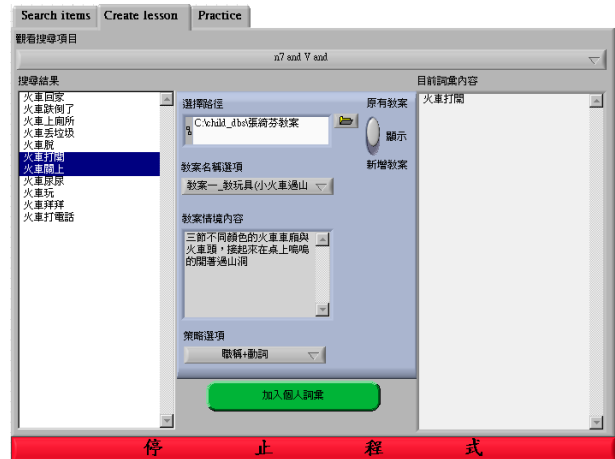 Search items
Create lesson
Practice
觀看搜尋項目
n7 and V and
搜尋結果
火車回家
火車跌倒了
火車上廁所
火車丟垃圾
火車脫
火車打開
火車關上
火車尿尿
火車玩
火車拜拜
火車打電話
選擇路徑
C:\child_dbs\張綺芬教案
原有教案
顯示
新增教案
教案名稱選項
教案一_教玩具(小火車過山
教案情境內容
三節不同顏色的火車車廂與
火車頭，接起來在桌上嗚嗚
的開著過山洞
策略選項
職稱+動詞
加入個人詞彙
目前詞彙內容
火車打開
停 止 程 式